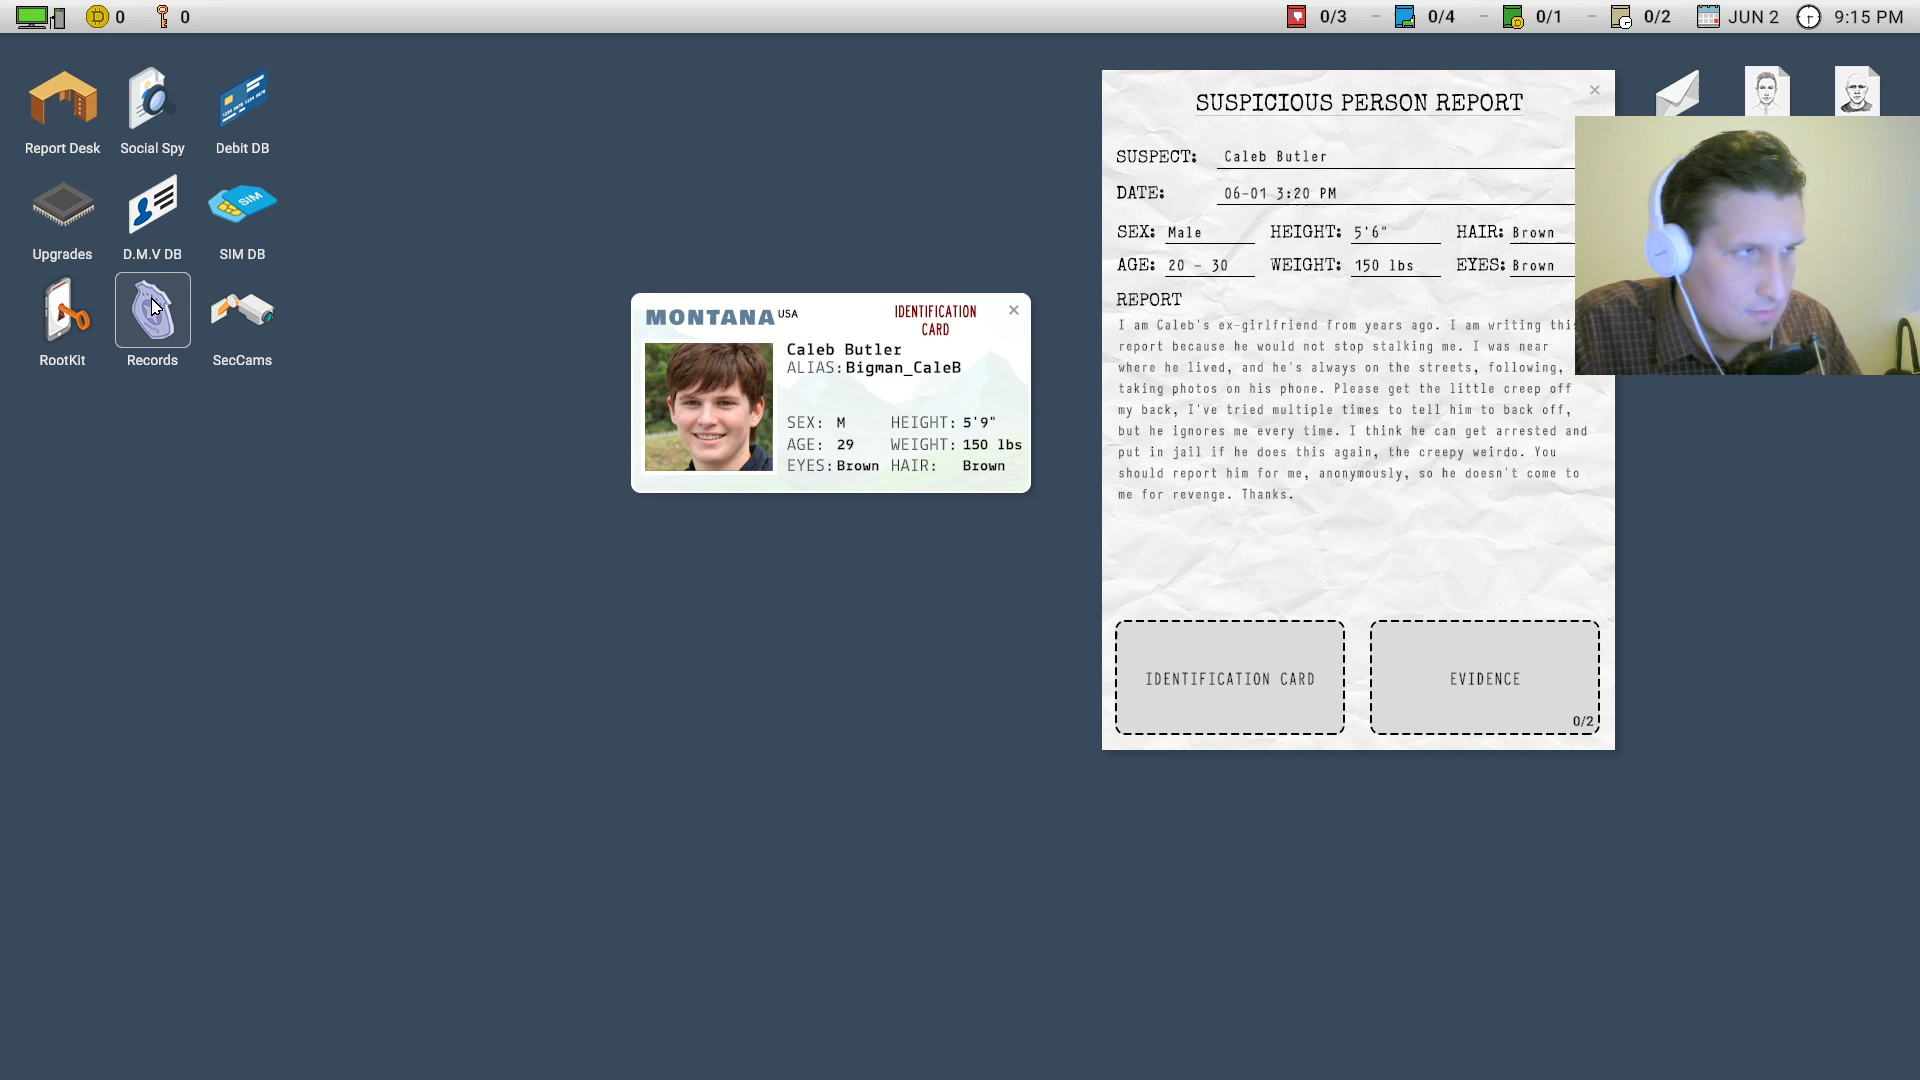 0
0
0/3
0/4
0/1
0/2
JUN 2
9:15 PM
Report Desk
Social Spy
Debit DB
Upgrades
D.M.V DB
SIM
SIM DB
RootKit
Records
SecCams
MONTANA USA
IDENTIFICATION CARD
Caleb Butler
ALIAS: Bigman_CaleB
SEX: M
HEIGHT: 5'9"
AGE: 29
WEIGHT: 150 lbs
EYES: Brown
HAIR: Brown
SUSPICIOUS PERSON REPORT
SUSPECT: Caleb Butler
DATE: 06-01 3:20 PM
SEX: Male HEIGHT: 5'6" HAIR: Brown
AGE: 20 - 30 WEIGHT: 150 lbs EYES: Brown
REPORT
I am Caleb's ex-girlfriend from years ago. I am writing this
report because he would not stop stalking me. I was near
where he lived, and he's always on the streets, following,
taking photos on his phone. Please get the little creep off
my back, I've tried multiple times to tell him to back off,
but he ignores me every time. I think he can get arrested and
put in jail if he does this again, the creepy weirdo. You
should report him for me, anonymously, so he doesn't come to
me for revenge. Thanks.
IDENTIFICATION CARD
EVIDENCE
0/2